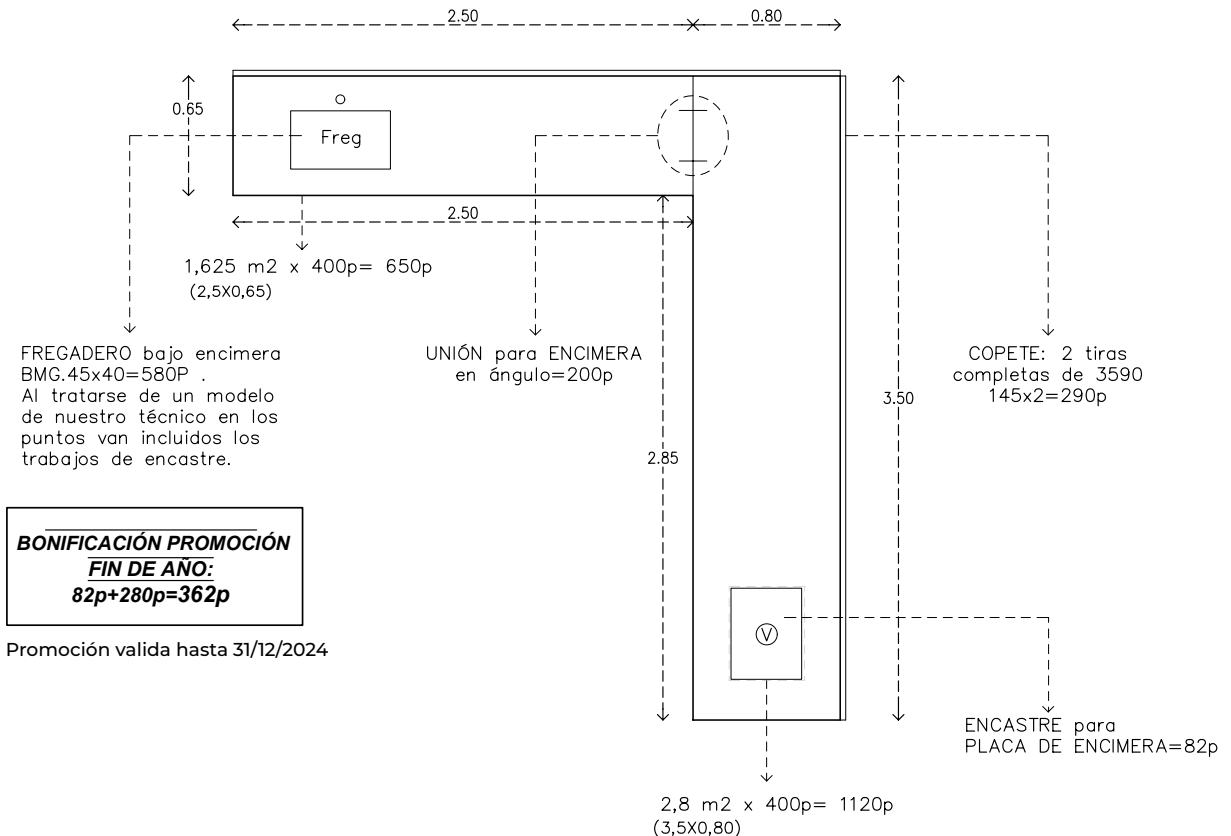 2.50
0.80
0.65
Freg
2.50
1,625 m2 x 400p= 650p
(2,5X0,65)
FREGADERO bajo encimera
BMG.45x40=580P .
Al tratarse de un modelo
de nuestro técnico en los
puntos van incluidos los
trabajos de encastre.
UNIÓN para ENCIMERA
en ángulo=200p
COPETE: 2 tiras
completas de 3590
145x2=290p
3.50
2.85
BONIFICACIÓN PROMOCIÓN
FIN DE AÑO:
82p+280p=362p
Promoción valida hasta 31/12/2024
V
ENCASTRE para
PLACA DE ENCIMERA=82p
2,8 m2 x 400p= 1120p
(3,5X0,80)